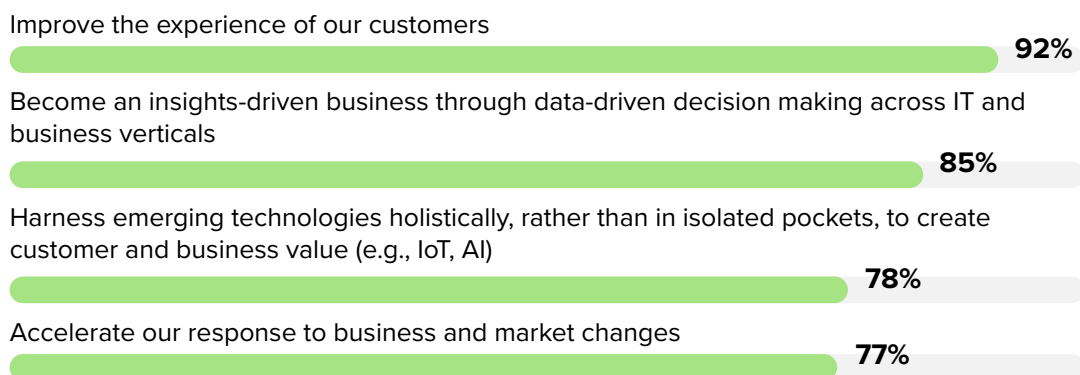 Improve the experience of our customers
92%
Become an insights-driven business through data-driven decision making across IT and
business verticals
85%
Harness emerging technologies holistically, rather than in isolated pockets, to create
customer and business value (e.g., IoT, AI)
78%
Accelerate our response to business and market changes
77%